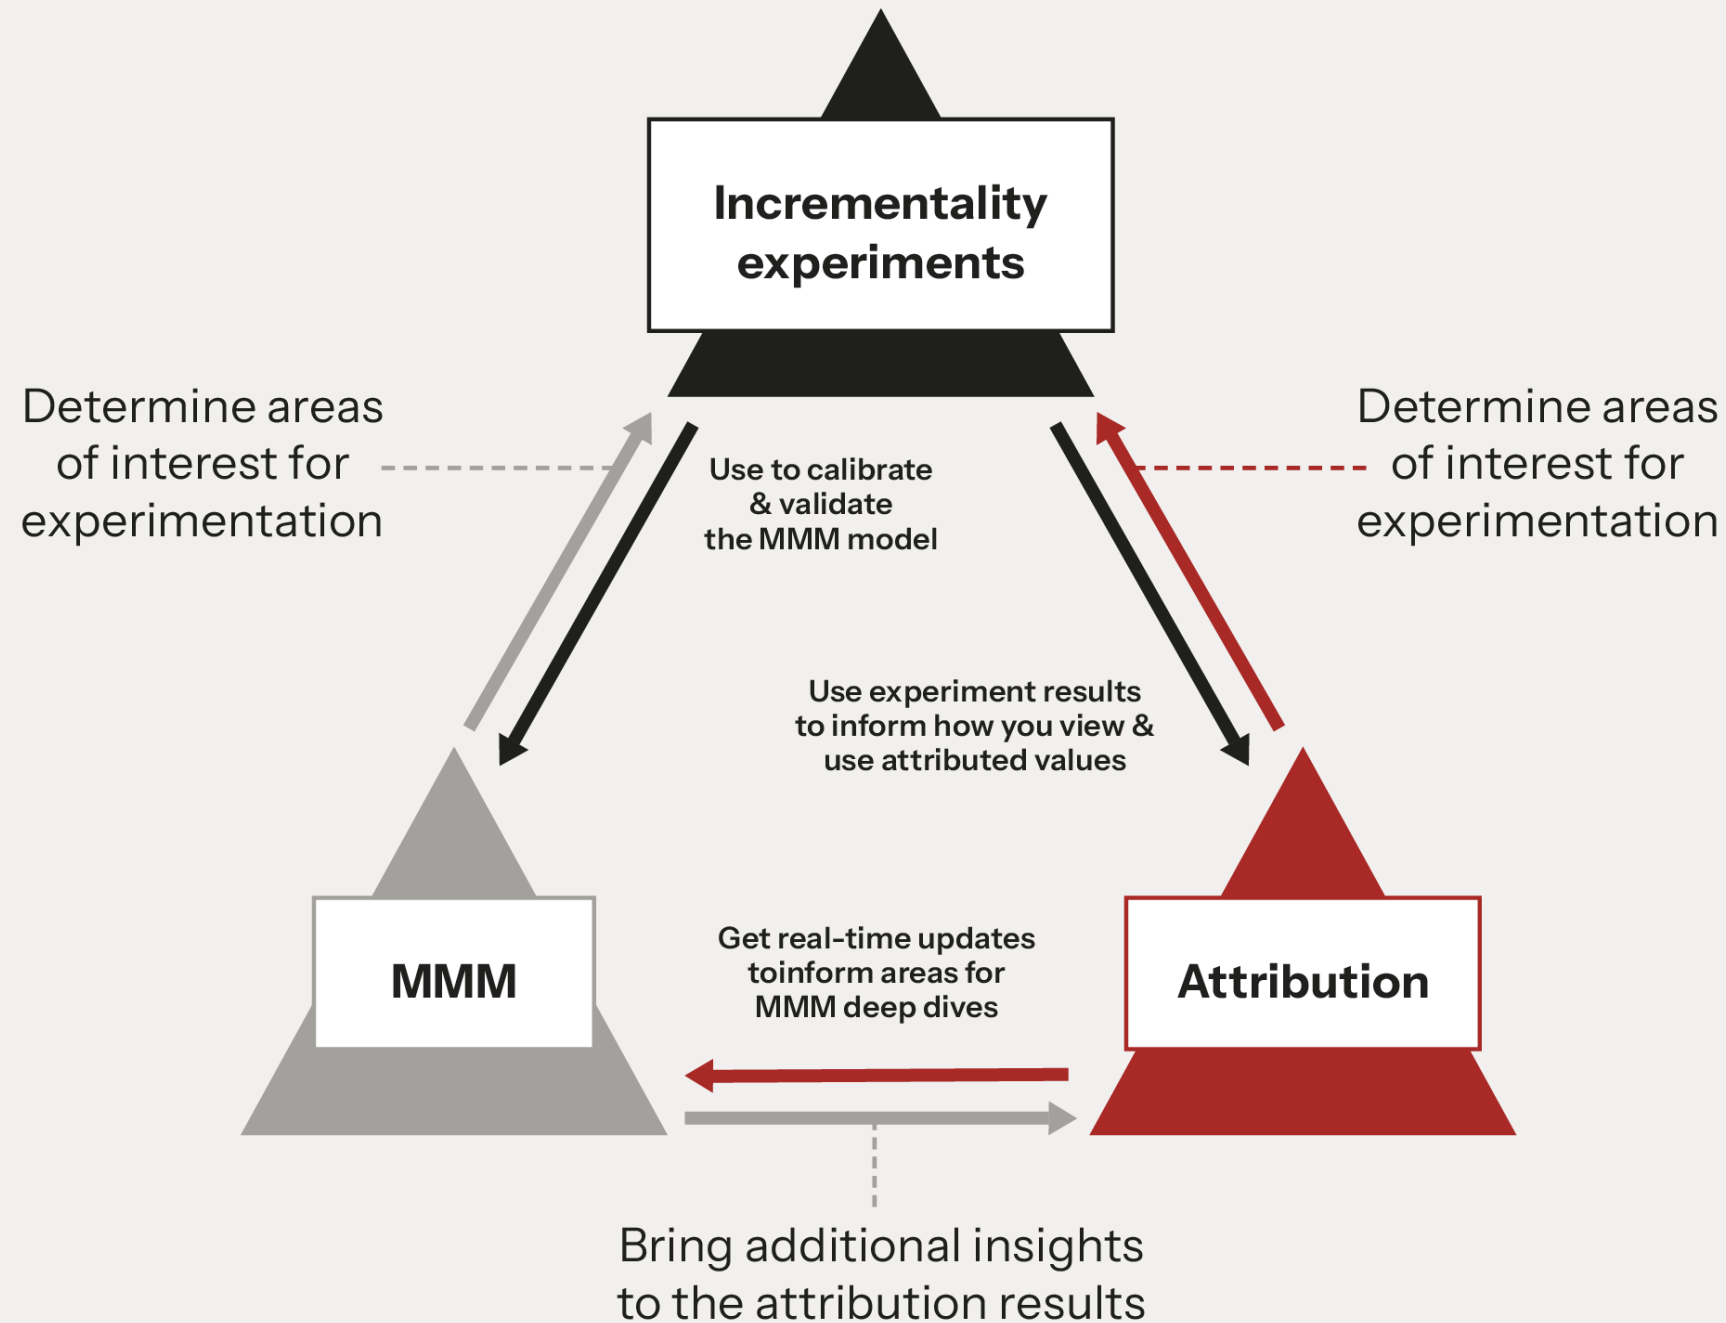 Incrementality
experiments
Determine areas
of interest for
experimentation
Use to calibrate
& validate
the MMM model
Determine areas
of interest for
experimentation
Use experiment results
to inform how you view &
use attributed values
MMM
Get real-time updates
toinform areas for
MMM deep dives
Attribution
Bring additional insights
to the attribution results